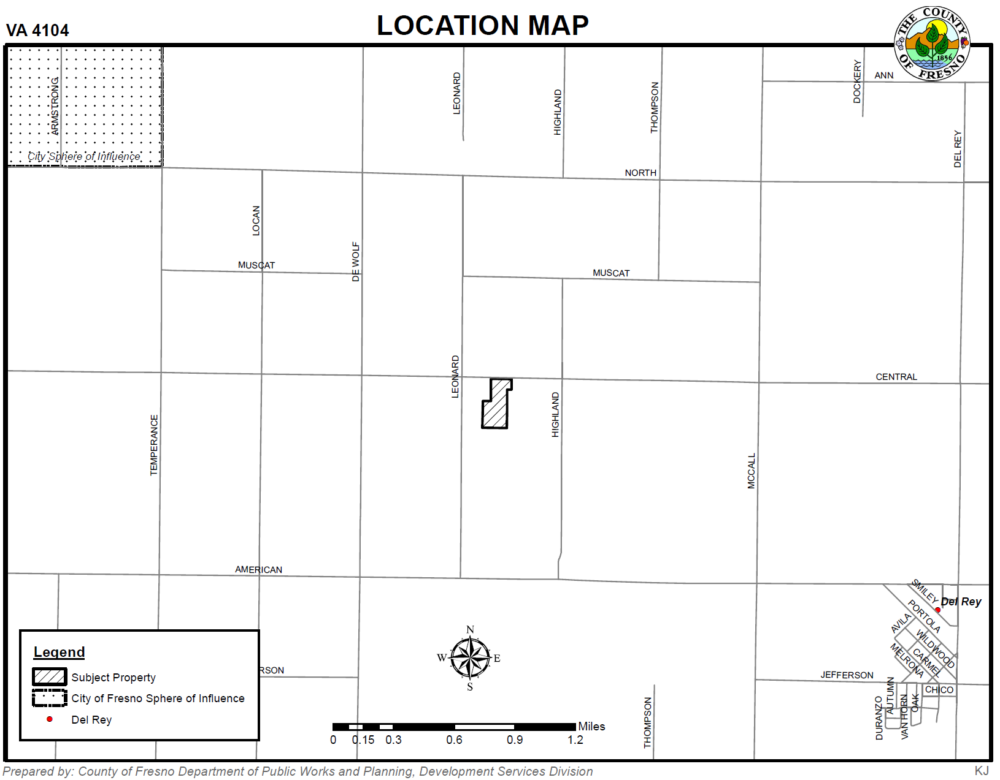 VA 4104
LOCATION MAP
THE COUNTY
OF FRESNO
1856
ARMSTRONG
City Sphere of Influence
LEONARD
HIGHLAND
THOMPSON
DOCKERY
ANN
DEL REY
NORTH
LOCAN
MUSCAT
DE WOLF
MUSCAT
LEONARD
CENTRAL
HIGHLAND
TEMPERANCE
MCCALL
AMERICAN
SMILEY
Del Rey
PORTOLA
AVILA
WILDWOOD
CARMEL
MELRONA
JEFFERSON
CHICO
AUTUMN
DURANZO
VAN HORN
OAK
THOMPSON
RSON
N
W
E
S
Legend
Subject Property
City of Fresno Sphere of Influence
Del Rey
Miles
0 0.15 0.3 0.6 0.9 1.2
Prepared by: County of Fresno Department of Public Works and Planning, Development Services Division
KJ